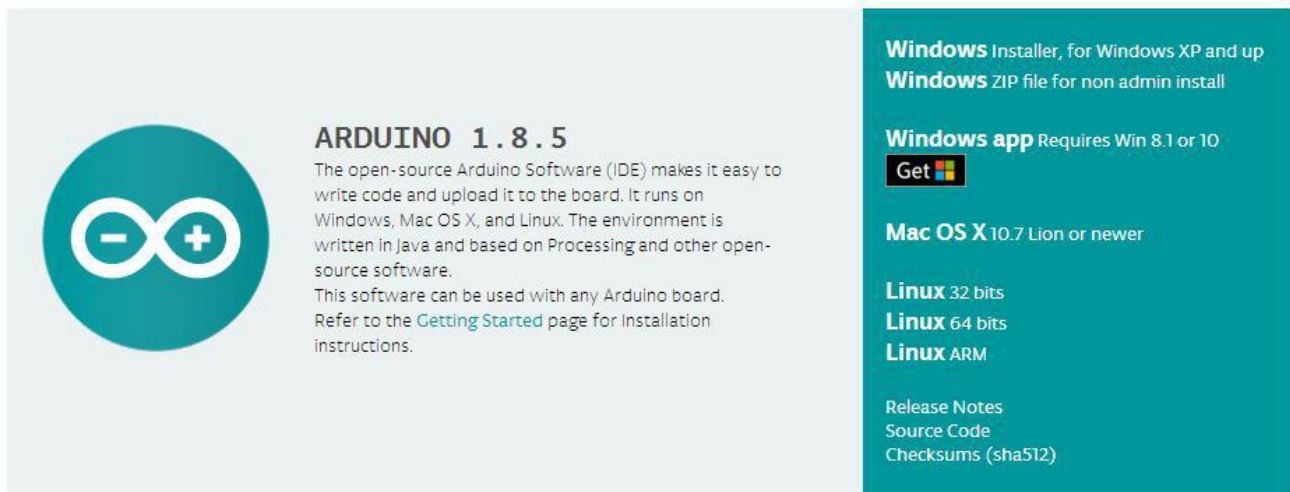 ARDUINO 1.8.5
The open-source Arduino Software (IDE) makes it easy to
write code and upload it to the board. It runs on
Windows, Mac OS X, and Linux. The environment is
written in Java and based on Processing and other open-
source software.
This software can be used with any Arduino board.
Refer to the Getting Started page for Installation
instructions.
Windows Installer, for Windows XP and up
Windows ZIP file for non admin install
Windows app Requires Win 8.1 or 10
Get
Mac OS X 10.7 Lion or newer
Linux 32 bits
Linux 64 bits
Linux ARM
Release Notes
Source Code
Checksums (sha512)